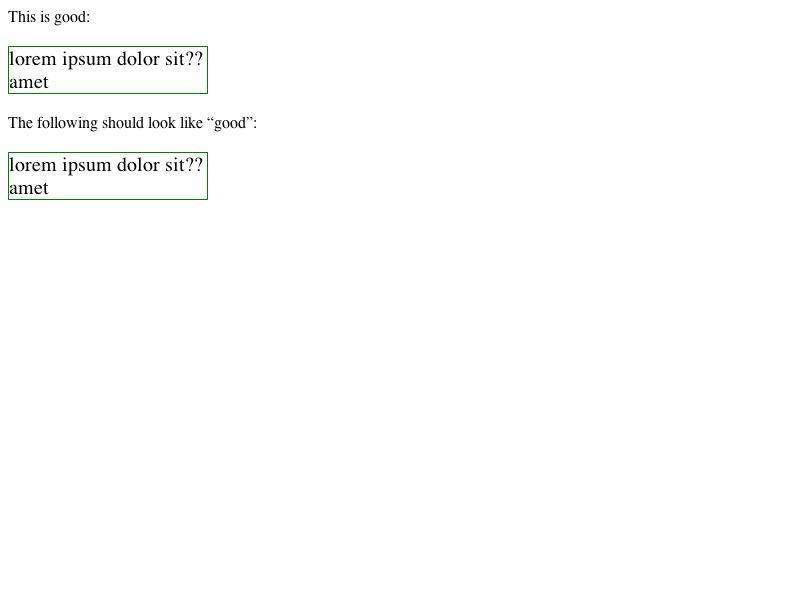 This is good:
lorem ipsum dolor sit??
amet
The following should look like “good”:
lorem ipsum dolor sit??
amet